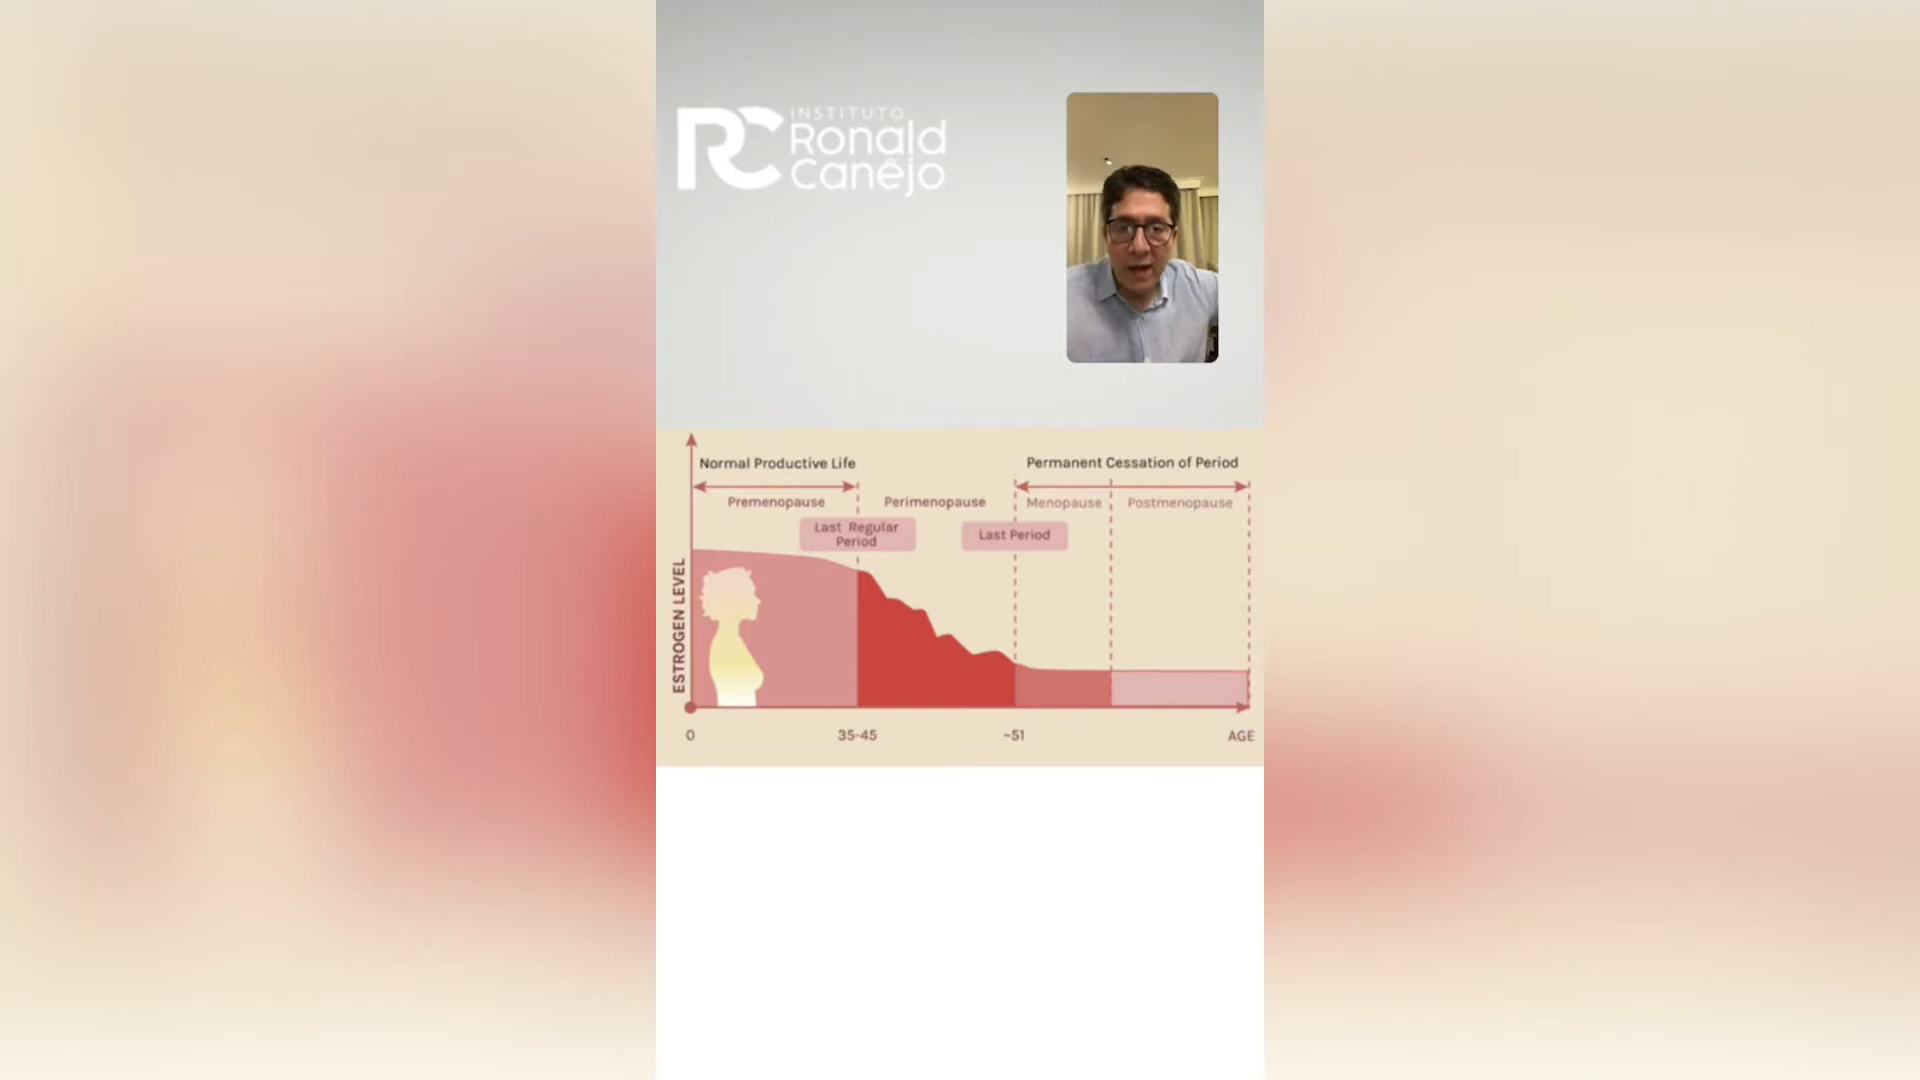 RC
INSTITUTO
Ronald
Canêjo
Normal Productive Life
Permanent Cessation of Period
Premenopause
Perimenopause
Menopause
Postmenopause
Last Regular
Period
Last Period
ESTROGEN LEVEL
0
35-45
~51
AGE